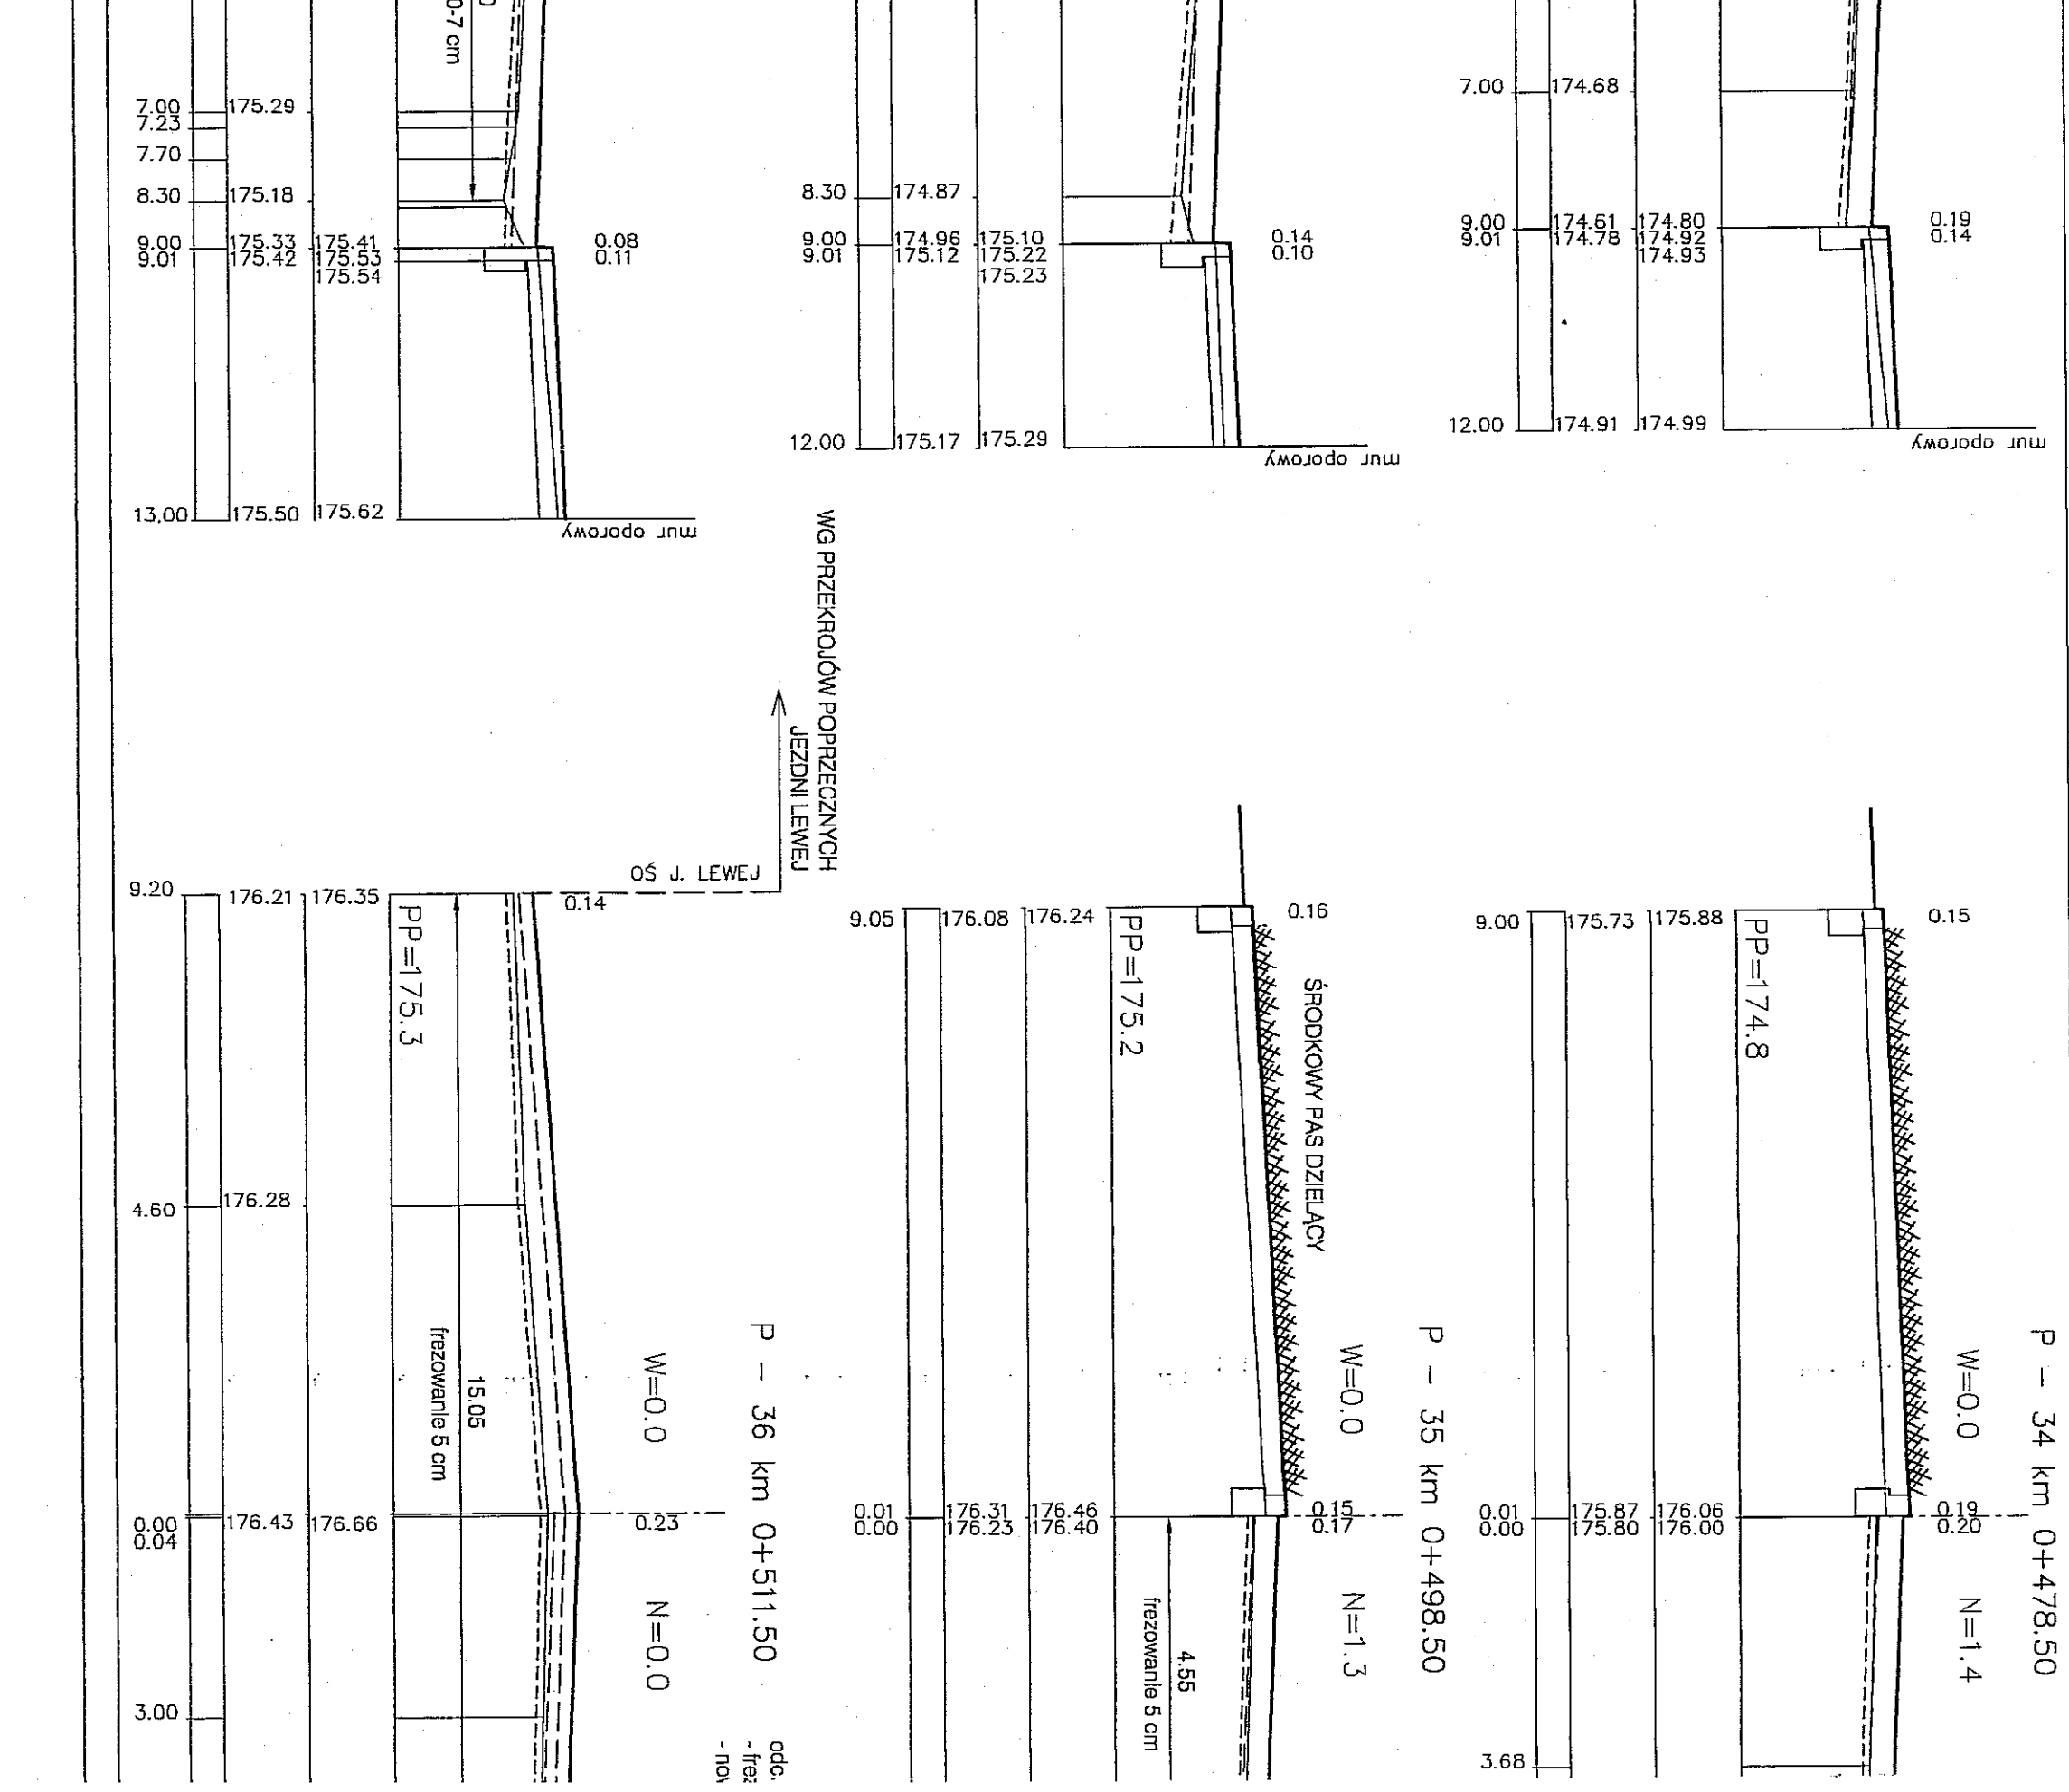 0-7 cm
7.00 175.29
7.23
7.70
8.30 175.18
9.00 175.33 175.41 0.08
9.01 175.42 175.53 0.11
175.54
13,00 175.50 175.62
mur oporowy
8.30 174.87
9.00 174.96 175.10 0.14
9.01 175.12 175.22 0.10
175.23
12.00 175.17 175.29
mur oporowy
7.00 174.68
9.00 174.61 174.80 0.19
9.01 174.78 174.92 0.14
174.93
12.00 174.91 174.99
mur oporowy
WG PRZEKROJÓW POPRZECZNYCH
JEZDNI LEWEJ
OŚ J. LEWEJ
9.20 176.21 176.35 0.14
PP=175.3
4.60 176.28
15.05
frezowanie 5 cm
W=0.0
P - 36 km 0+511.50
0.00 176.43 176.66 0.23
0.04
N=0.0
3.00
odc.
- frez
- now
9.05 176.08 176.24 0.16
PP=175.2
ŚRODKOWY PAS DZIELĄCY
W=0.0
P - 35 km 0+498.50
0.01 176.31 176.46 0.15
0.00 176.23 176.40 0.17
N=1.3
4.55
frezowanie 5 cm
9.00 175.73 175.88 0.15
PP=174.8
W=0.0
P - 34 km 0+478.50
0.01 175.87 176.06 0.19
0.00 175.80 176.00 0.20
N=1.4
3.68